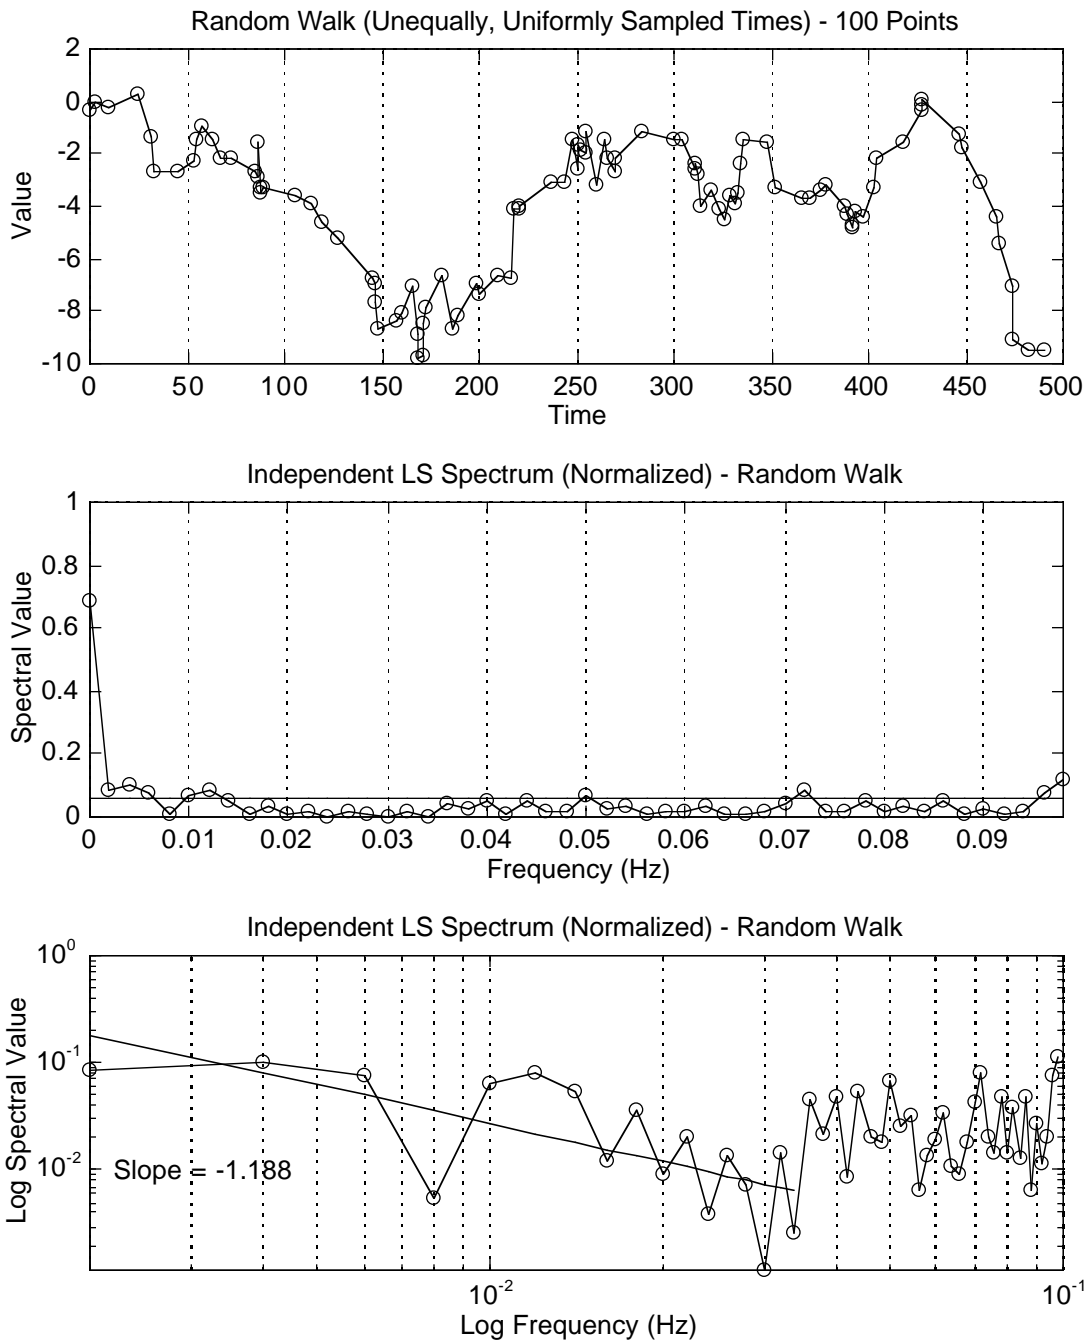 Random Walk (Unequally, Uniformly Sampled Times) - 100 Points
2
0
-2
-4
-6
-8
-10
Value
0 50 100 150 200 250 300 350 400 450 500
Time
Independent LS Spectrum (Normalized) - Random Walk
1
0.8
0.6
0.4
0.2
0
Spectral Value
0 0.01 0.02 0.03 0.04 0.05 0.06 0.07 0.08 0.09
Frequency (Hz)
Independent LS Spectrum (Normalized) - Random Walk
10^0
10^-1
10^-2
Log Spectral Value
Slope = -1.188
10^-2 10^-1
Log Frequency (Hz)